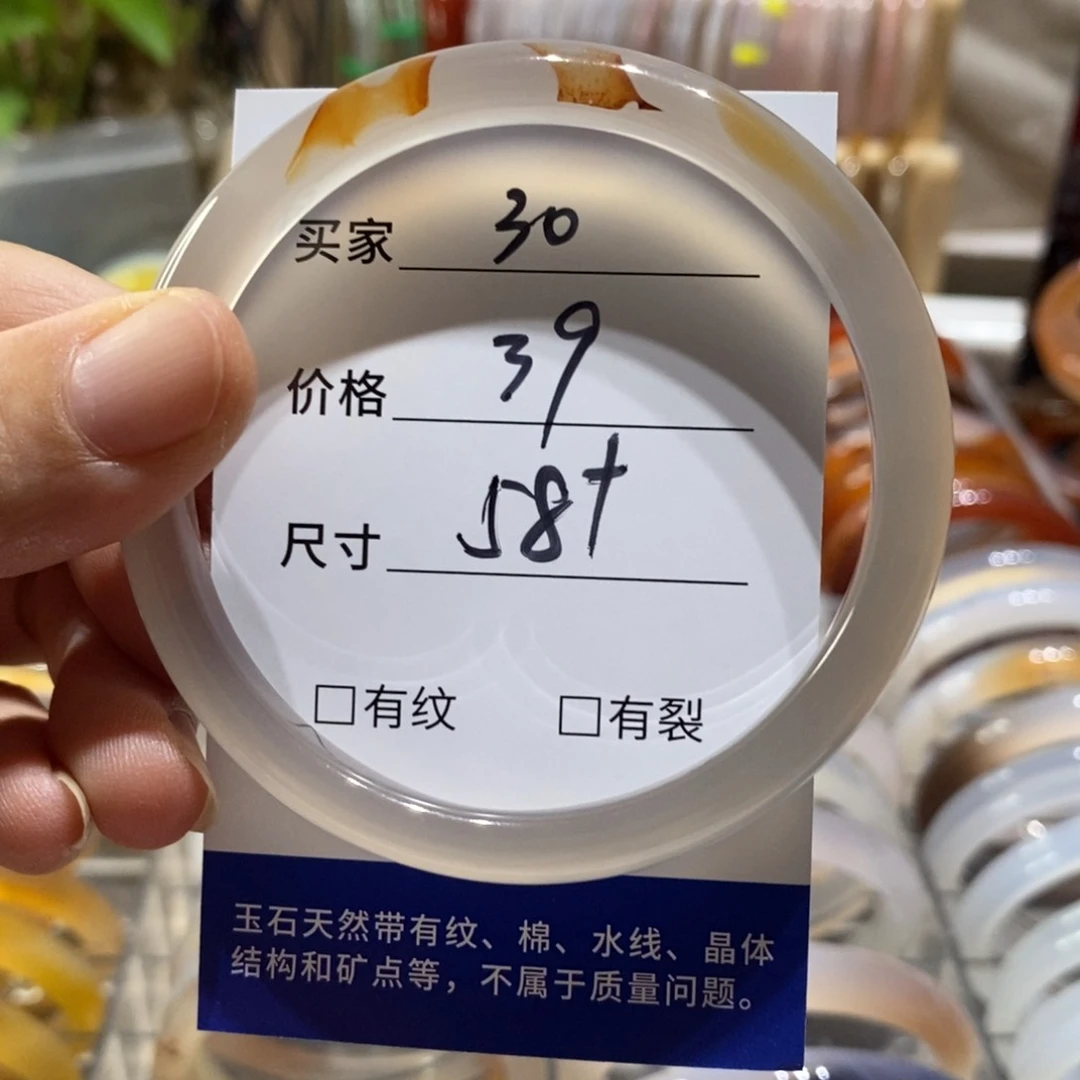 买家 30
价格 39
尺寸 58+
□有纹 □有裂
玉石天然带有纹、棉、水线、晶体
结构和矿点等，不属于质量问题。